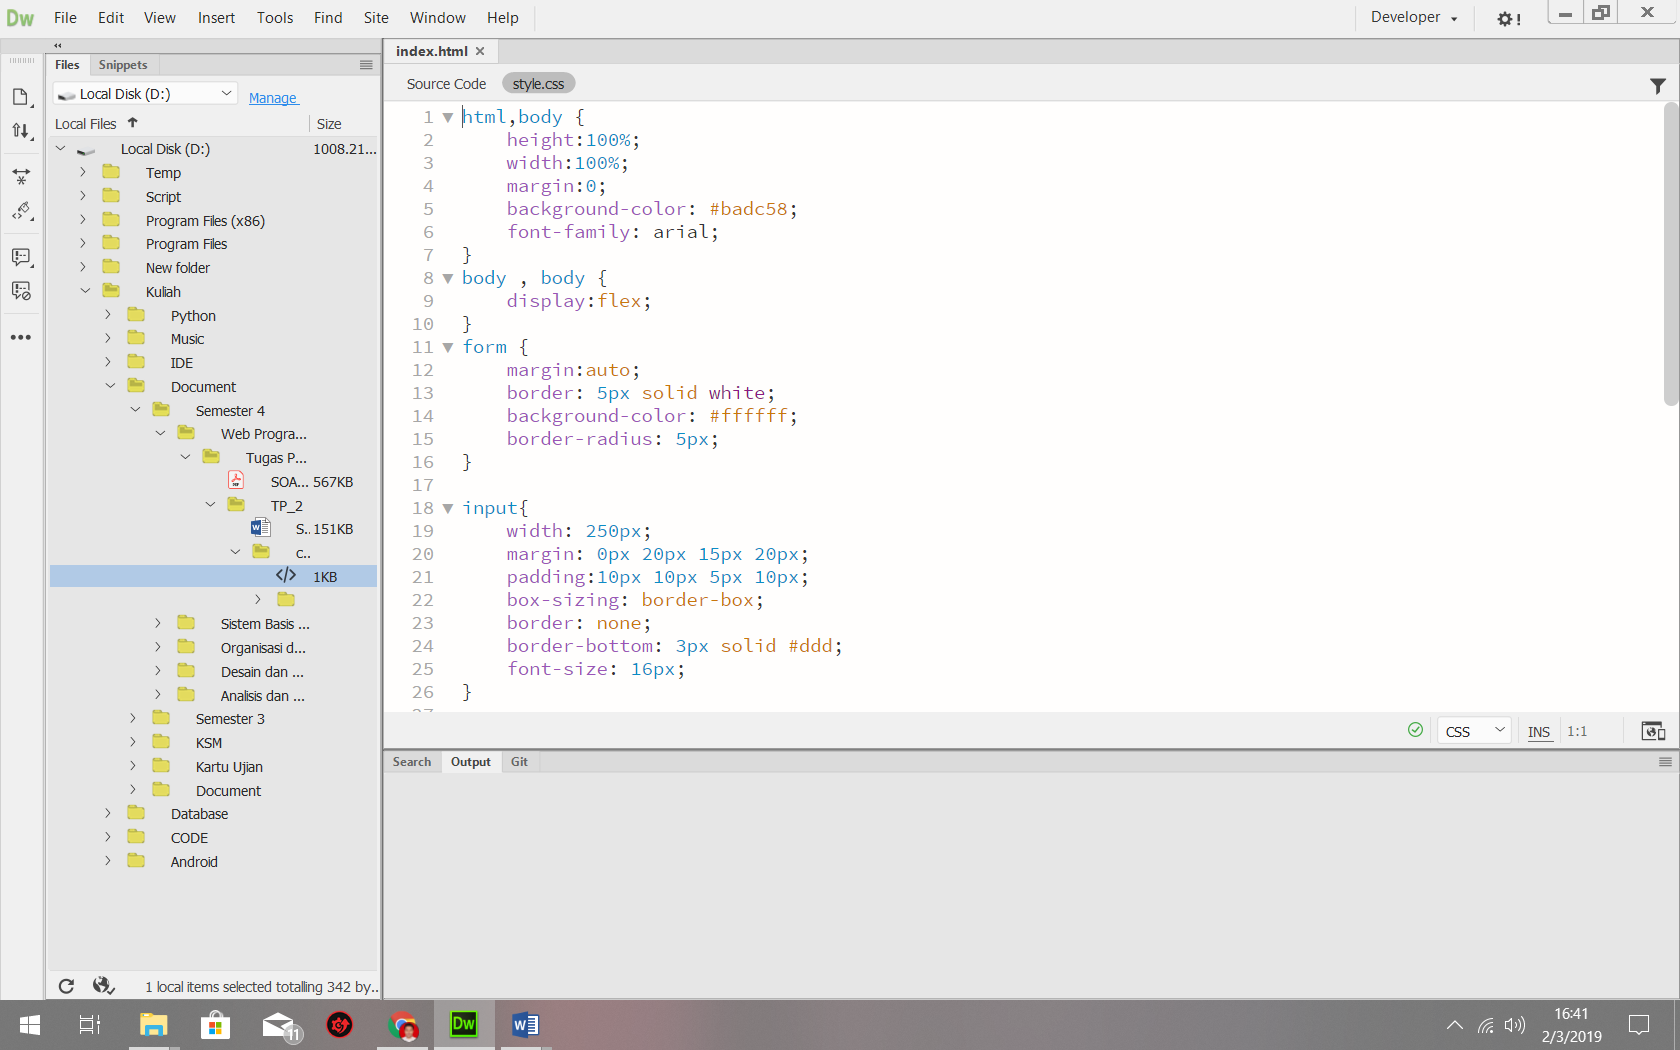 Dw File Edit View Insert Tools Find Site Window Help Developer !
Files Snippets
Local Disk (D:) Manage
Local Files Size
Local Disk (D:) 1008.21...
Temp
Script
Program Files (x86)
Program Files
New folder
Kuliah
Python
Music
IDE
Document
Semester 4
Web Progra...
Tugas P...
SOA... 567KB
TP_2
S.. 151KB
c..
1KB
Sistem Basis ...
Organisasi d...
Desain dan ...
Analisis dan ...
Semester 3
KSM
Kartu Ujian
Document
Database
CODE
Android
1 local items selected totalling 342 by..
index.html
Source Code style.css
1 html,body {
2 height:100%;
3 width:100%;
4 margin:0;
5 background-color: #badc58;
6 font-family: arial;
7 }
8 body , body {
9 display:flex;
10 }
11 form {
12 margin:auto;
13 border: 5px solid white;
14 background-color: #ffffff;
15 border-radius: 5px;
16 }
17
18 input{
19 width: 250px;
20 margin: 0px 20px 15px 20px;
21 padding:10px 10px 5px 10px;
22 box-sizing: border-box;
23 border: none;
24 border-bottom: 3px solid #ddd;
25 font-size: 16px;
26 }
27
CSS INS 1:1
Search Output Git
11
Dw
16:41
2/3/2019